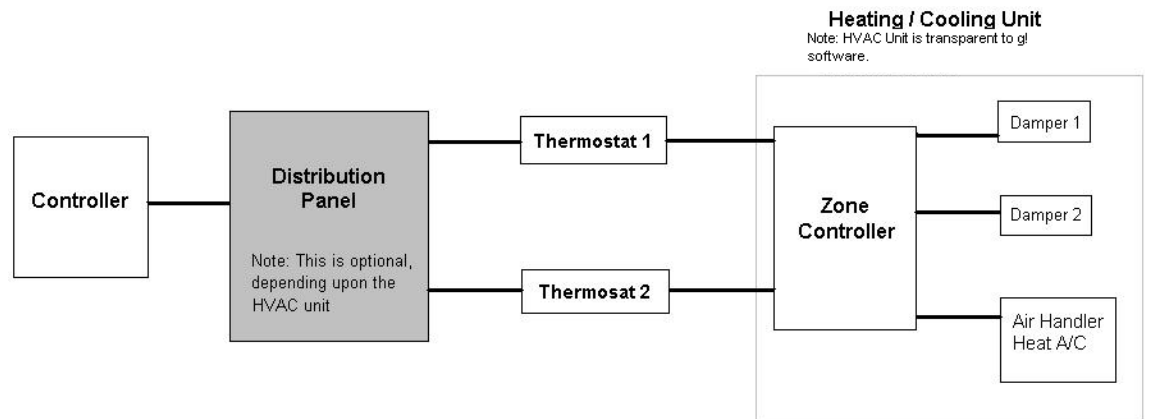 Heating / Cooling Unit
Note: HVAC Unit is transparent to g!
software.
Controller
Distribution
Panel
Note: This is optional,
depending upon the
HVAC unit
Thermostat 1
Thermosat 2
Zone
Controller
Damper 1
Damper 2
Air Handler
Heat A/C